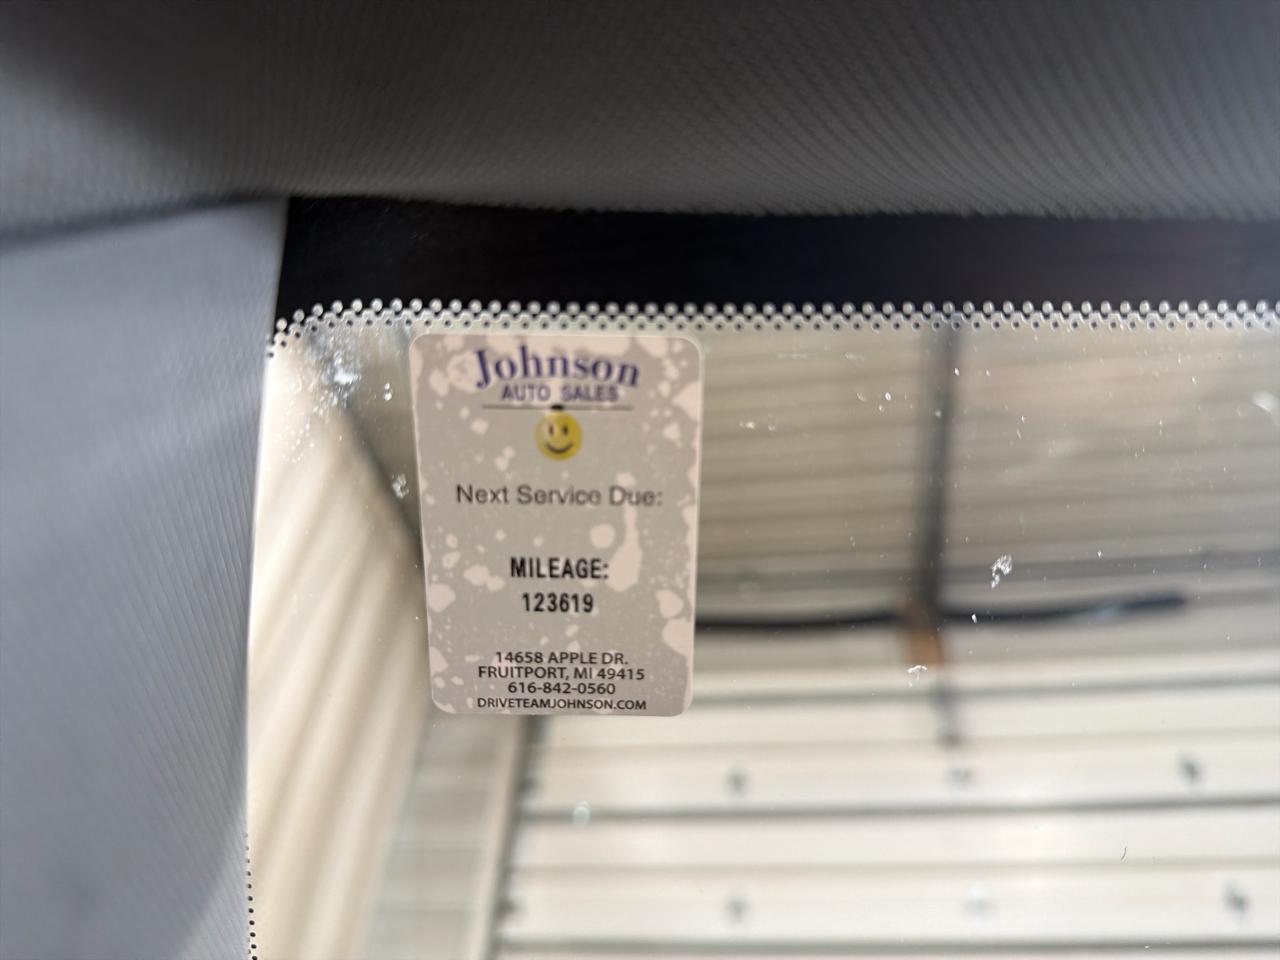 Johnson
AUTO SALES
Next Service Due:
MILEAGE:
123619
14658 APPLE DR.
FRUITPORT, MI 49415
616-842-0560
DRIVETEAMJOHNSON.COM